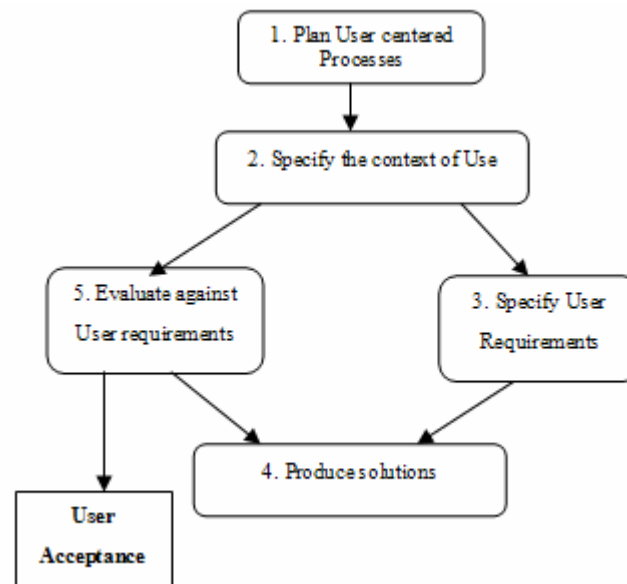 1. Plan User centered
Processes
2. Specify the context of Use
5. Evaluate against
User requirements
3. Specify User
Requirements
4. Produce solutions
User
Acceptance